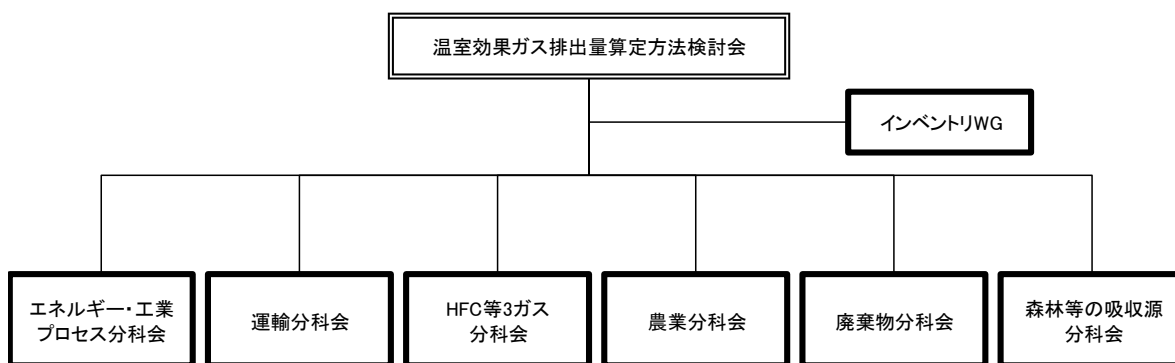 温室効果ガス排出量算定方法検討会
インベントリWG
エネルギー・工業
プロセス分科会
運輸分科会
HFC等3ガス
分科会
農業分科会
廃棄物分科会
森林等の吸収源
分科会